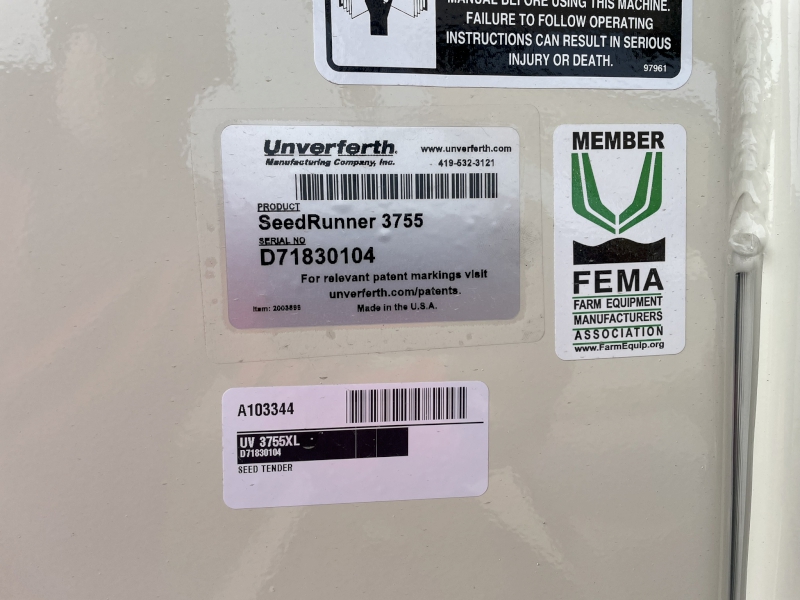 MANUAL BEFORE USING THIS MACHINE.
FAILURE TO FOLLOW OPERATING
INSTRUCTIONS CAN RESULT IN SERIOUS
INJURY OR DEATH.
97961
Unverferth
Manufacturing Company, Inc.
www.unverferth.com
419-532-3121
PRODUCT
SeedRunner 3755
SERIAL NO
D71830104
For relevant patent markings visit
unverferth.com/patents.
Item: 2003695
Made in the U.S.A.
MEMBER
FEMA
FARM EQUIPMENT
MANUFACTURERS
ASSOCIATION
www.FarmEquip.org
A103344
UV 3755XL
D71830104
SEED TENDER